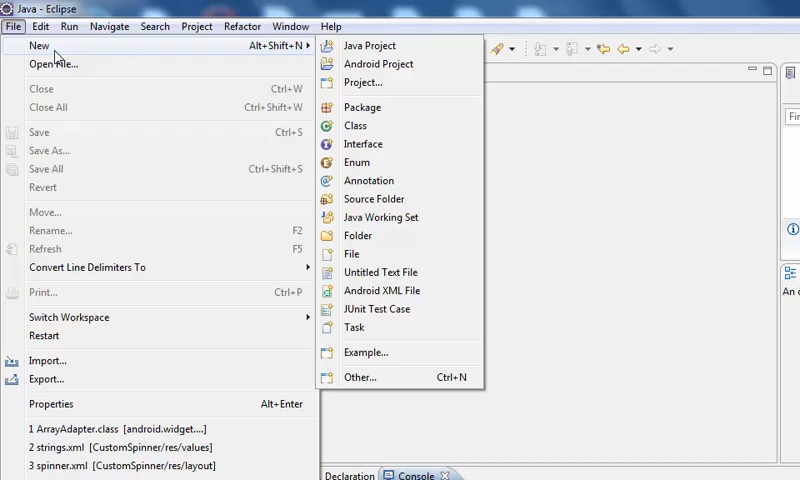 Java - Eclipse
File Edit Run Navigate Search Project Refactor Window Help
New Alt+Shift+N
Open File...
Close Ctrl+W
Close All Ctrl+Shift+W
Save Ctrl+S
Save As...
Save All Ctrl+Shift+S
Revert
Move...
Rename... F2
Refresh F5
Convert Line Delimiters To
Print... Ctrl+P
Switch Workspace
Restart
Import...
Export...
Properties Alt+Enter
1 ArrayAdapter.class [android.widget....]
2 strings.xml [CustomSpinner/res/values]
3 spinner.xml [CustomSpinner/res/layout]
Java Project
Android Project
Project...
Package
Class
Interface
Enum
Annotation
Source Folder
Java Working Set
Folder
File
Untitled Text File
Android XML File
JUnit Test Case
Task
Example...
Other... Ctrl+N
Declaration Console